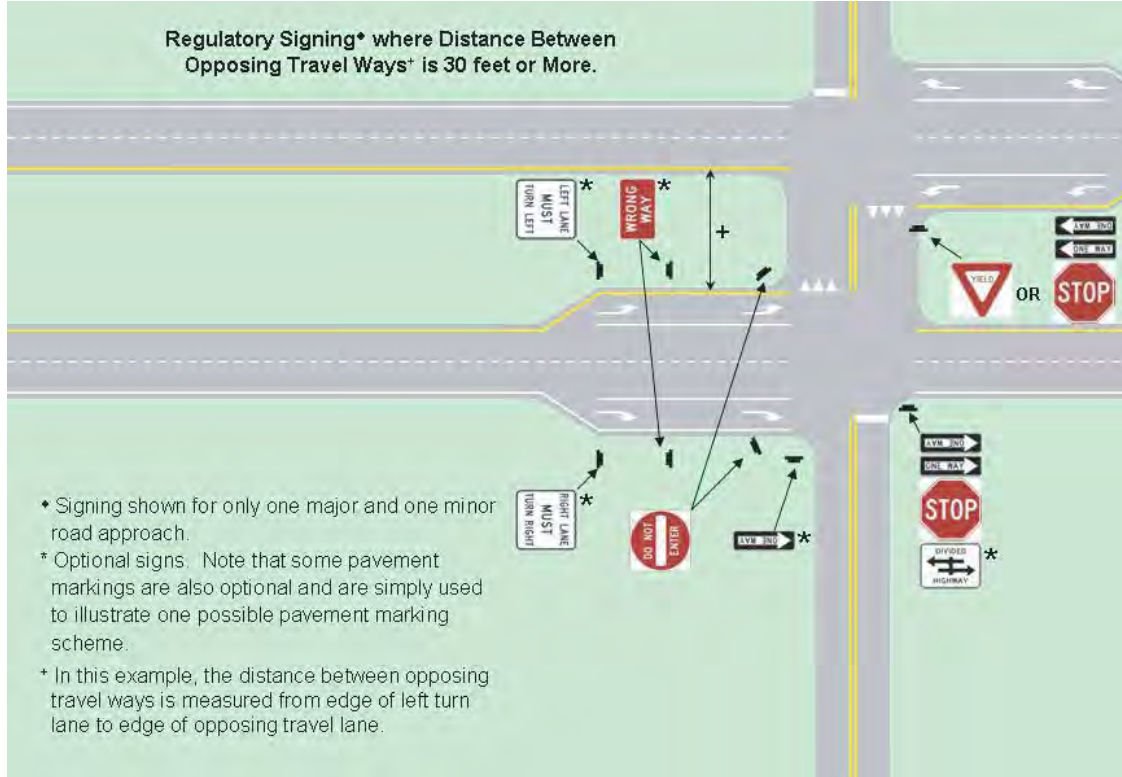 Regulatory Signing♦ where Distance Between
Opposing Travel Ways⁺ is 30 feet or More.
LEFT LANE
MUST
TURN LEFT
*
WRONG
WAY
*
+
ONE WAY
ONE WAY
YIELD
OR
STOP
RIGHT LANE
MUST
TURN RIGHT
*
DO NOT
ENTER
ONE WAY
*
ONE WAY
ONE WAY
STOP
DIVIDED
HIGHWAY
*
♦ Signing shown for only one major and one minor
road approach.
* Optional signs. Note that some pavement
markings are also optional and are simply used
to illustrate one possible pavement marking
scheme.
⁺ In this example, the distance between opposing
travel ways is measured from edge of left turn
lane to edge of opposing travel lane.